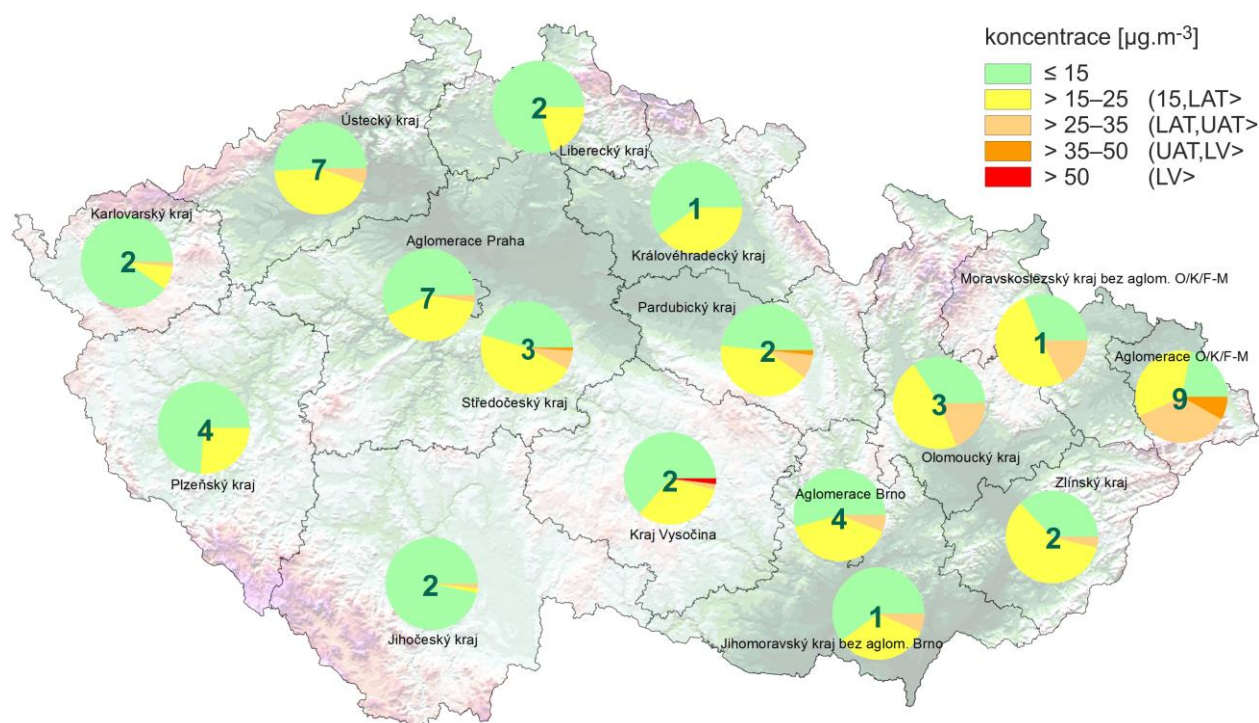 koncentrace [µg.m-3]
≤ 15
> 15–25 (15,LAT>
> 25–35 (LAT,UAT>
> 35–50 (UAT,LV>
> 50 (LV>
2
Liberecký kraj
Ústecký kraj
7
Karlovarský kraj
2
1
Královéhradecký kraj
Aglomerace Praha
7
3
Středočeský kraj
Pardubický kraj
2
Moravskoslezský kraj bez aglom. O/K/F-M
1
Aglomerace O/K/F-M
9
3
Olomoucký kraj
4
Plzeňský kraj
2
Kraj Vysočina
Aglomerace Brno
4
Zlínský kraj
2
2
Jihočeský kraj
1
Jihomoravský kraj bez aglom. Brno